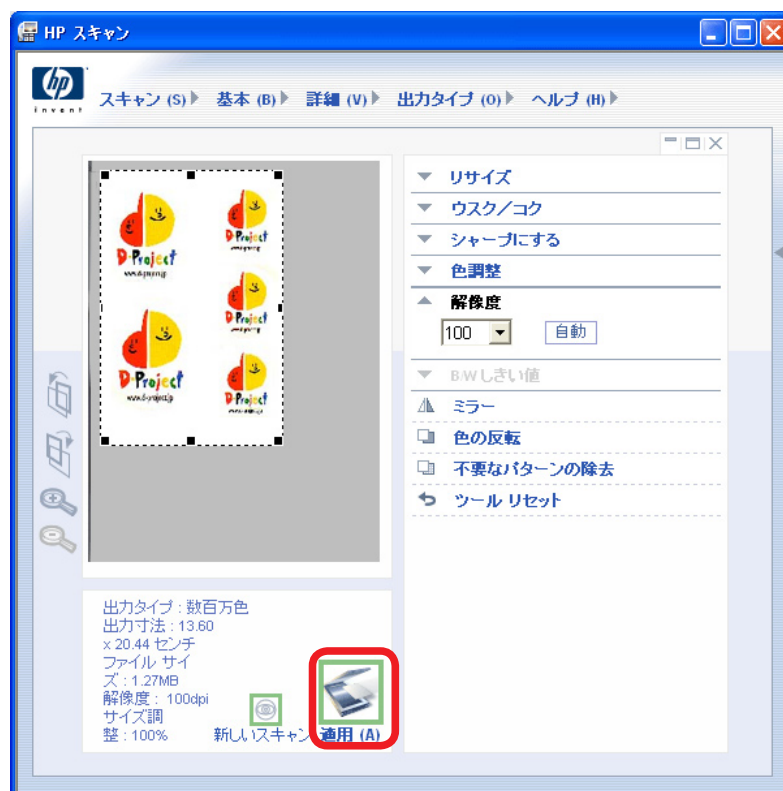 HP スキャン
hp
invent
スキャン (S) 基本 (B) 詳細 (V) 出力タイプ (O) ヘルプ (H)
リサイズ
ウスク／コク
シャープにする
色調整
解像度
100 自動
B/Wしきい値
ミラー
色の反転
不要なパターンの除去
ツール リセット
D-Project
D-Project
D-Project
D-Project
D-Project
出力タイプ : 数百万色
出力寸法 : 13.60
x 20.44 センチ
ファイル サイ
ズ : 1.27MB
解像度 : 100dpi
サイズ調
整 : 100%
新しいスキャン
適用 (A)